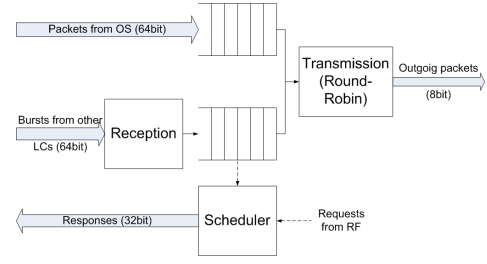 Packets from OS (64bit)
Transmission
(Round-
Robin)
Outgoig packets
(8bit)
Bursts from other
LCs (64bit)
Reception
Responses (32bit)
Scheduler
Requests
from RF